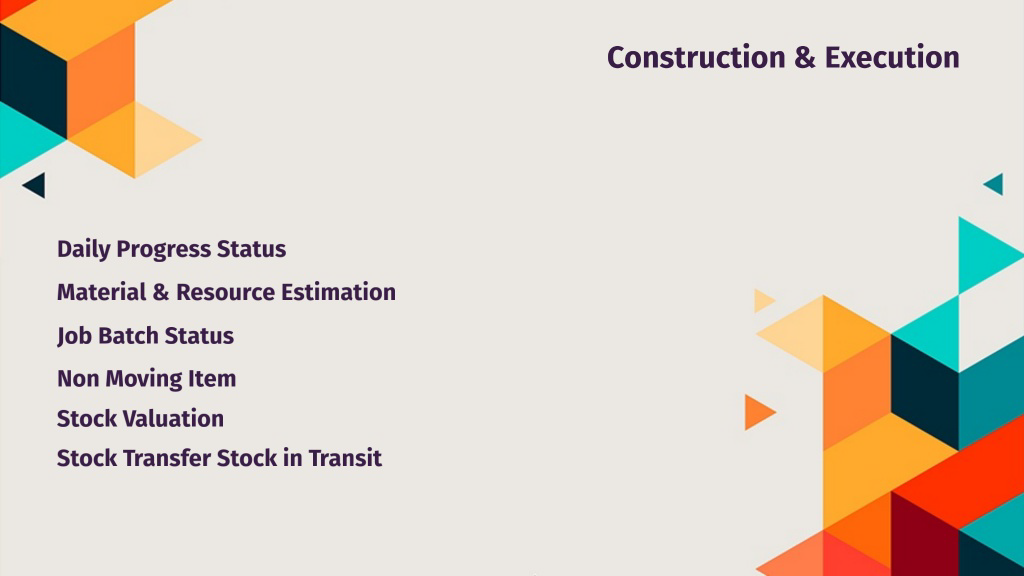 Construction & Execution
Daily Progress Status
Material & Resource Estimation
Job Batch Status
Non Moving Item
Stock Valuation
Stock Transfer Stock in Transit